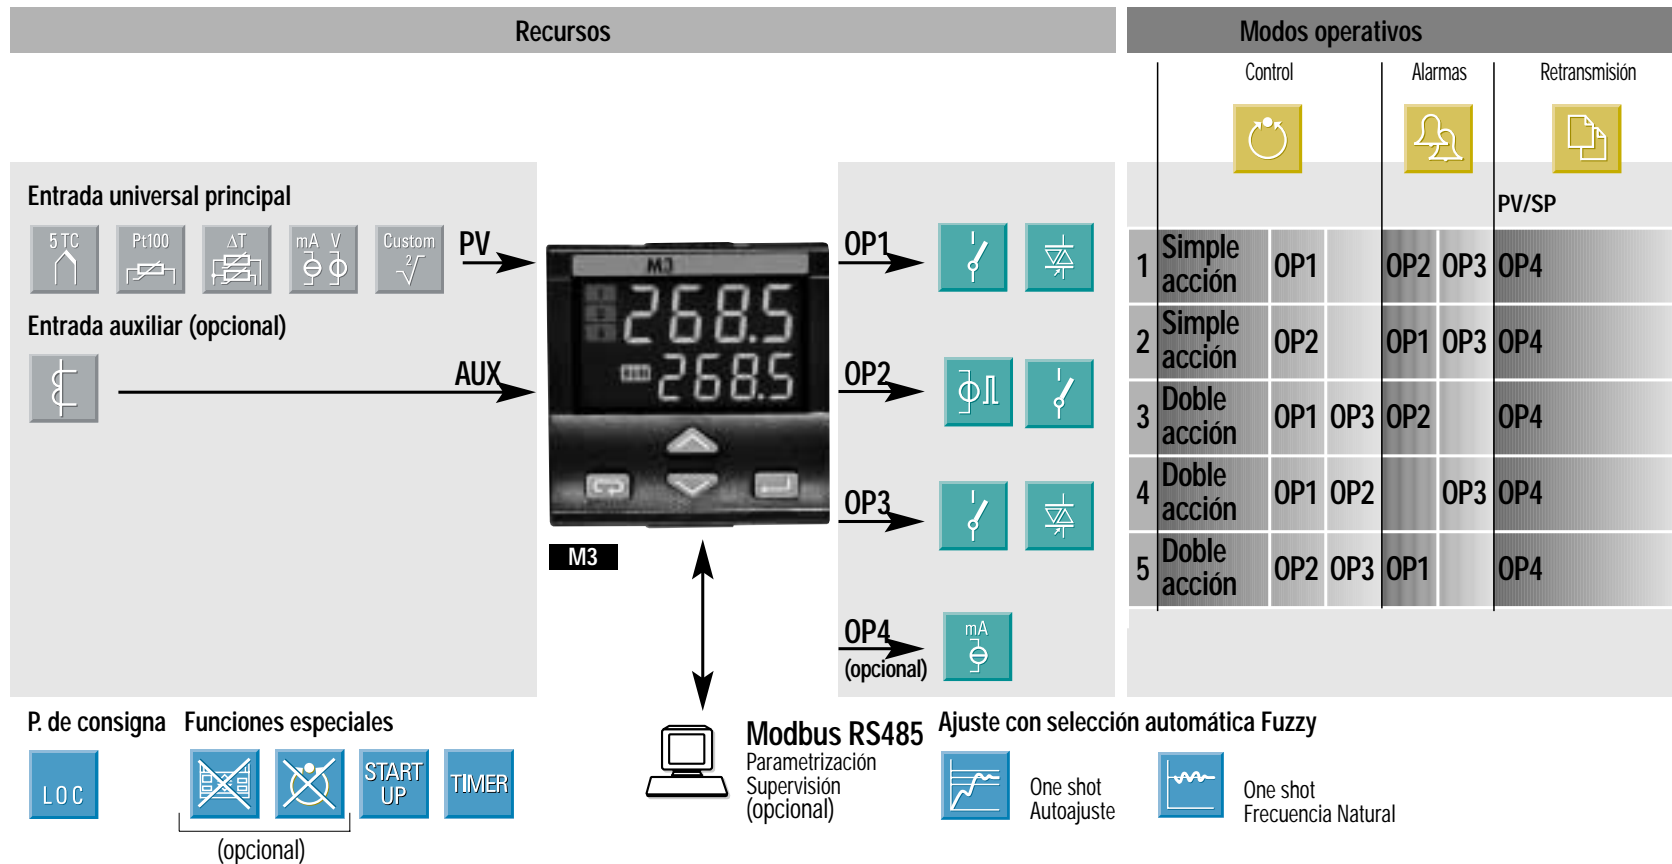 Recursos
Modos operativos
Control
Alarmas
Retransmisión
PV/SP
Entrada universal principal
5 TC
Pt100
ΔT
mA V
Custom
2
PV
Entrada auxiliar (opcional)
AUX
M3
268.5
268.5
M3
OP1
OP2
OP3
OP4
(opcional)
mA
1 Simple acción OP1 OP2 OP3 OP4
2 Simple acción OP2 OP1 OP3 OP4
3 Doble acción OP1 OP3 OP2 OP4
4 Doble acción OP1 OP2 OP3 OP4
5 Doble acción OP2 OP3 OP1 OP4
P. de consigna
LOC
Funciones especiales
START UP
TIMER
(opcional)
Modbus RS485
Parametrización
Supervisión
(opcional)
Ajuste con selección automática Fuzzy
One shot
Autoajuste
One shot
Frecuencia Natural